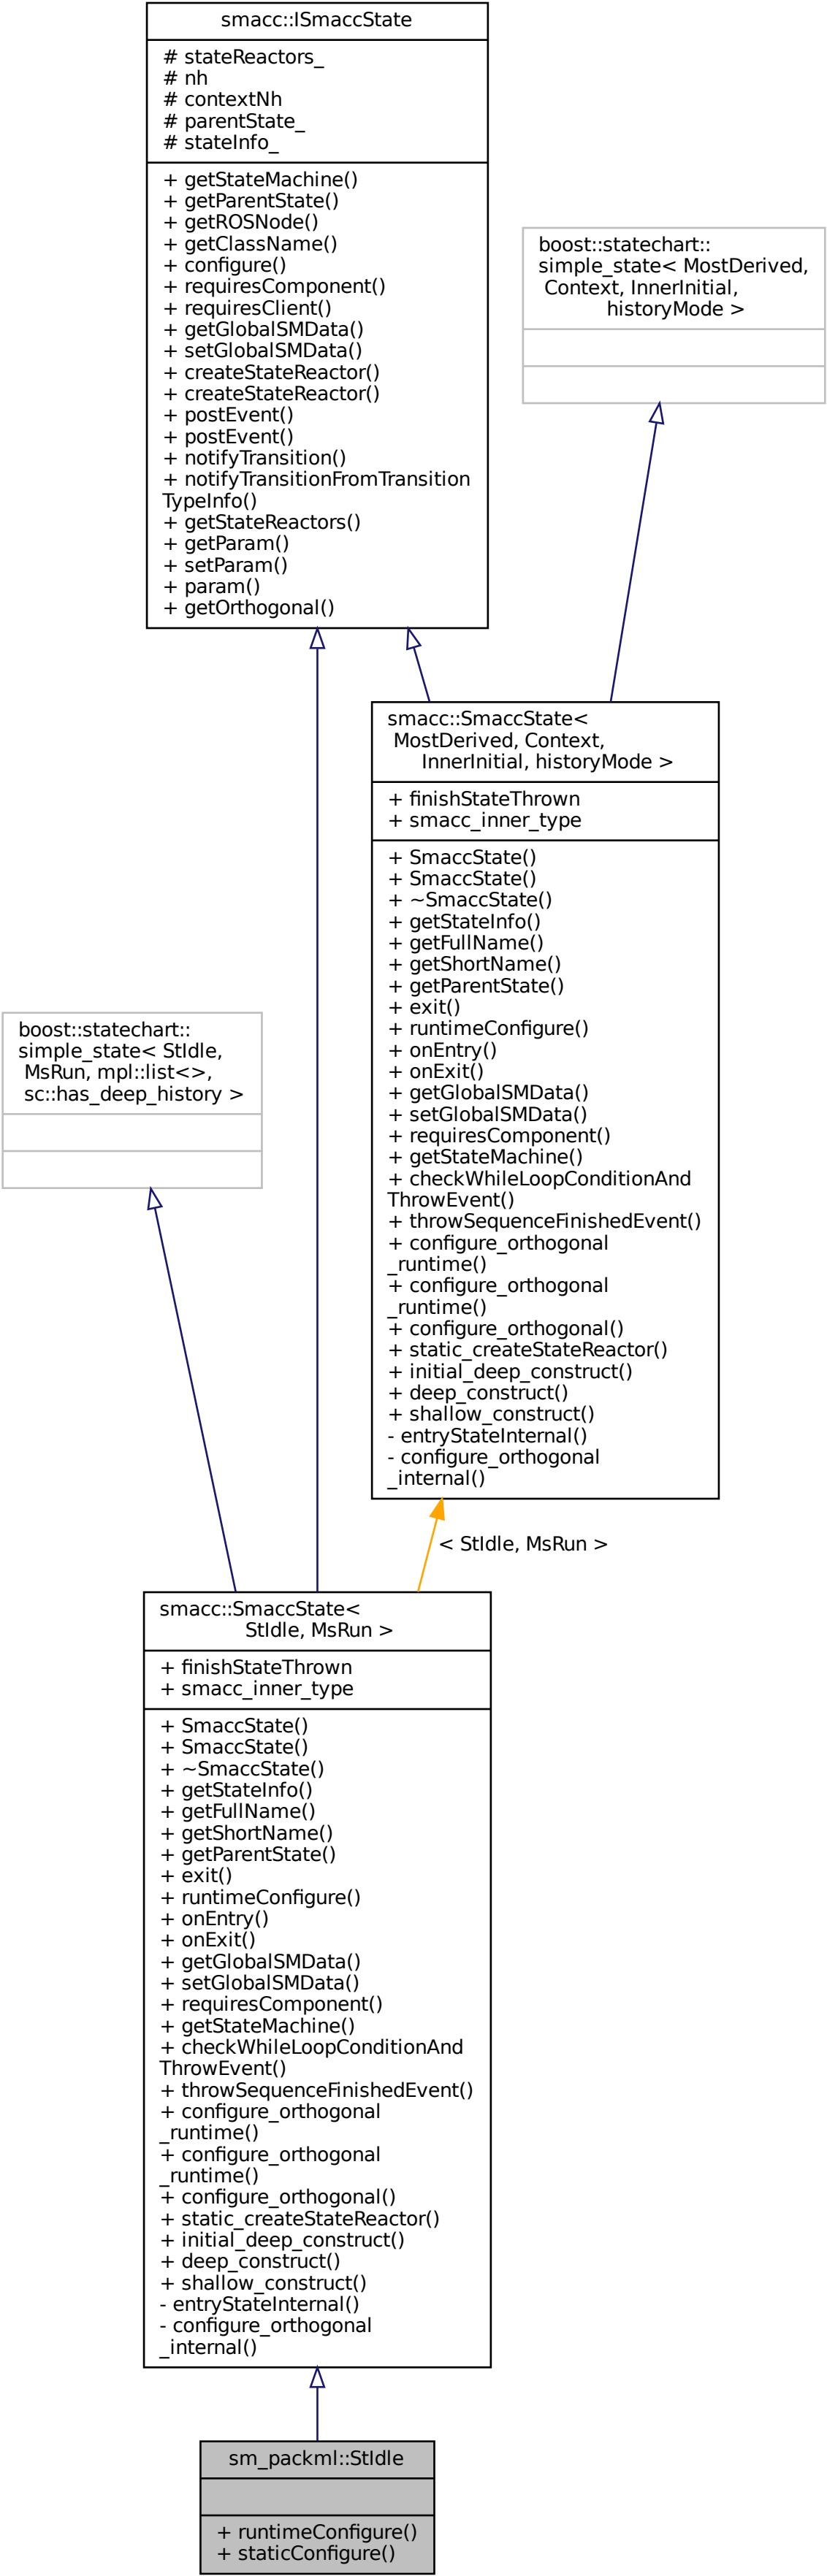 smacc::ISmaccState
# stateReactors_
# nh
# contextNh
# parentState_
# stateInfo_
+ getStateMachine()
+ getParentState()
+ getROSNode()
+ getClassName()
+ configure()
+ requiresComponent()
+ requiresClient()
+ getGlobalSMData()
+ setGlobalSMData()
+ createStateReactor()
+ createStateReactor()
+ postEvent()
+ postEvent()
+ notifyTransition()
+ notifyTransitionFromTransition
TypeInfo()
+ getStateReactors()
+ getParam()
+ setParam()
+ param()
+ getOrthogonal()
boost::statechart::
simple_state< MostDerived,
Context, InnerInitial,
historyMode >
smacc::SmaccState<
MostDerived, Context,
InnerInitial, historyMode >
+ finishStateThrown
+ smacc_inner_type
+ SmaccState()
+ SmaccState()
+ ~SmaccState()
+ getStateInfo()
+ getFullName()
+ getShortName()
+ getParentState()
+ exit()
+ runtimeConfigure()
+ onEntry()
+ onExit()
+ getGlobalSMData()
+ setGlobalSMData()
+ requiresComponent()
+ getStateMachine()
+ checkWhileLoopConditionAnd
ThrowEvent()
+ throwSequenceFinishedEvent()
+ configure_orthogonal
_runtime()
+ configure_orthogonal
_runtime()
+ configure_orthogonal()
+ static_createStateReactor()
+ initial_deep_construct()
+ deep_construct()
+ shallow_construct()
- entryStateInternal()
- configure_orthogonal
_internal()
boost::statechart::
simple_state< StIdle,
MsRun, mpl::list<>,
sc::has_deep_history >
< StIdle, MsRun >
smacc::SmaccState<
StIdle, MsRun >
+ finishStateThrown
+ smacc_inner_type
+ SmaccState()
+ SmaccState()
+ ~SmaccState()
+ getStateInfo()
+ getFullName()
+ getShortName()
+ getParentState()
+ exit()
+ runtimeConfigure()
+ onEntry()
+ onExit()
+ getGlobalSMData()
+ setGlobalSMData()
+ requiresComponent()
+ getStateMachine()
+ checkWhileLoopConditionAnd
ThrowEvent()
+ throwSequenceFinishedEvent()
+ configure_orthogonal
_runtime()
+ configure_orthogonal
_runtime()
+ configure_orthogonal()
+ static_createStateReactor()
+ initial_deep_construct()
+ deep_construct()
+ shallow_construct()
- entryStateInternal()
- configure_orthogonal
_internal()
sm_packml::StIdle
+ runtimeConfigure()
+ staticConfigure()